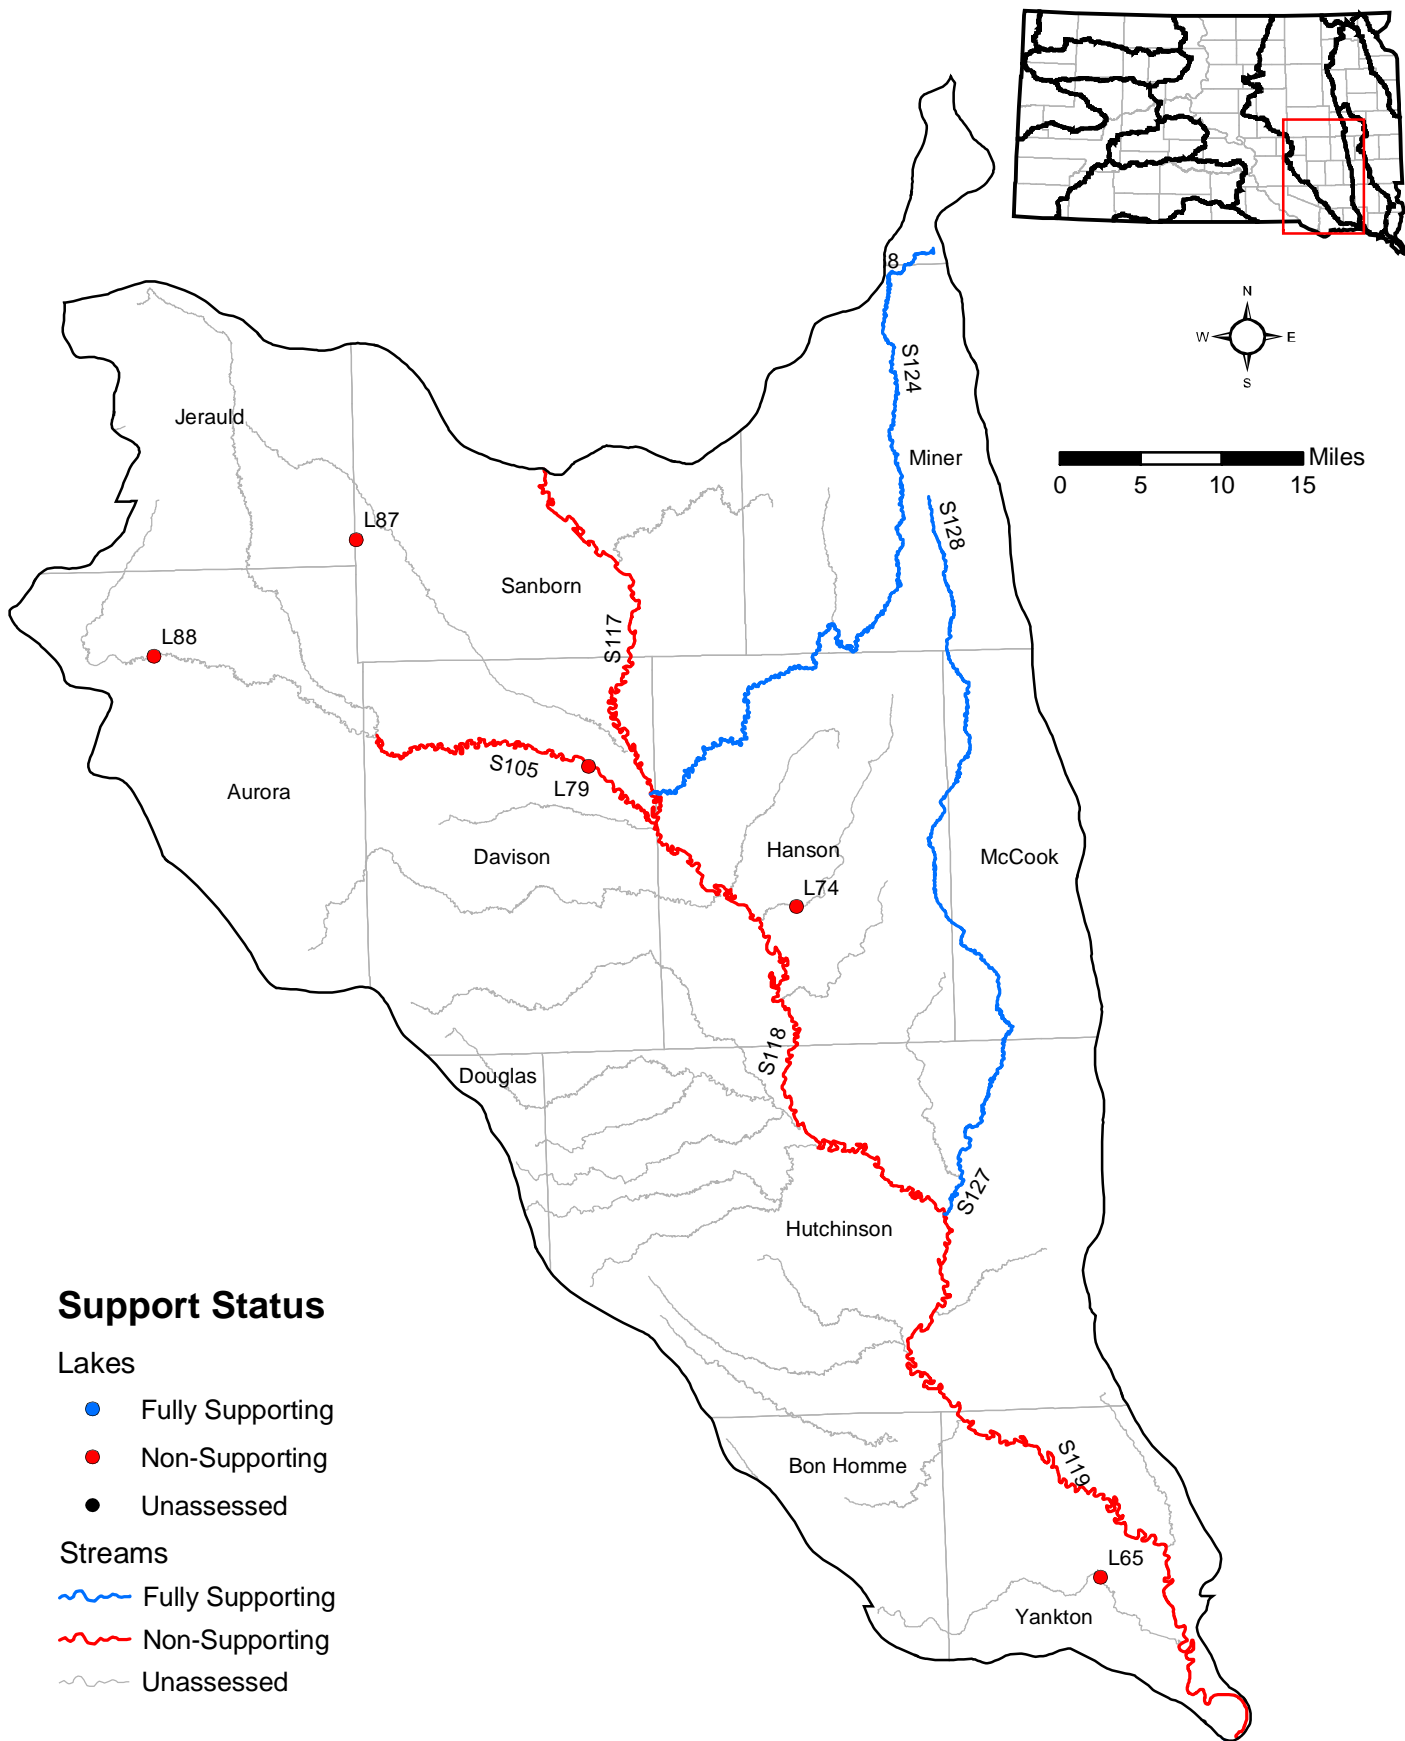 8
N
W E
S
S124
Jerauld
Miner
Miles
0 5 10 15
S128
L87
Sanborn
S117
L88
S105
L79
Aurora
Davison
Hanson
McCook
L74
S118
Douglas
S127
Hutchinson
Support Status
Lakes
Fully Supporting
Non-Supporting
Unassessed
Streams
Fully Supporting
Non-Supporting
Unassessed
Bon Homme
S119
L65
Yankton